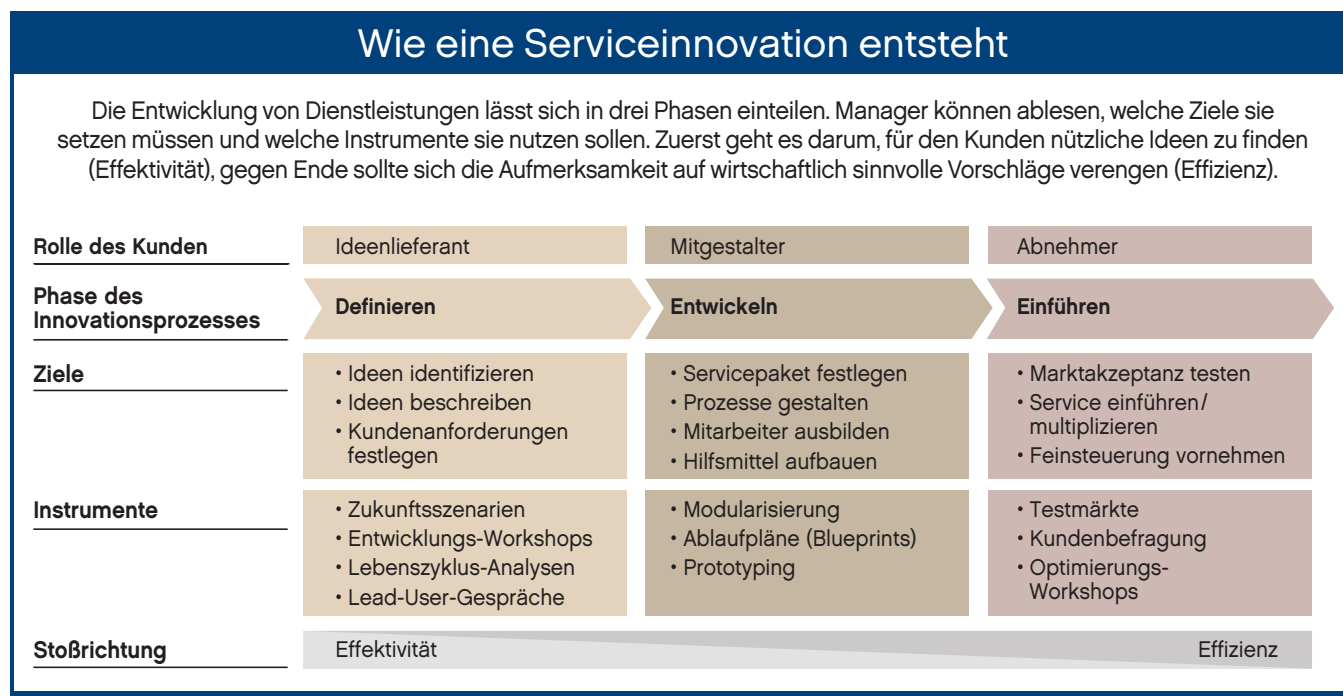 Wie eine Serviceinnovation entsteht
Die Entwicklung von Dienstleistungen lässt sich in drei Phasen einteilen. Manager können ablesen, welche Ziele sie
setzen müssen und welche Instrumente sie nutzen sollen. Zuerst geht es darum, für den Kunden nützliche Ideen zu finden
(Effektivität), gegen Ende sollte sich die Aufmerksamkeit auf wirtschaftlich sinnvolle Vorschläge verengen (Effizienz).
Rolle des Kunden
Ideenlieferant
Mitgestalter
Abnehmer
Phase des
Innovationsprozesses
Definieren
Entwickeln
Einführen
Ziele
• Ideen identifizieren
• Ideen beschreiben
• Kundenanforderungen
festlegen
• Servicepaket festlegen
• Prozesse gestalten
• Mitarbeiter ausbilden
• Hilfsmittel aufbauen
• Marktakzeptanz testen
• Service einführen/
multiplizieren
• Feinsteuerung vornehmen
Instrumente
• Zukunftsszenarien
• Entwicklungs-Workshops
• Lebenszyklus-Analysen
• Lead-User-Gespräche
• Modularisierung
• Ablaufpläne (Blueprints)
• Prototyping
• Testmärkte
• Kundenbefragung
• Optimierungs-
Workshops
Stoßrichtung
Effektivität
Effizienz